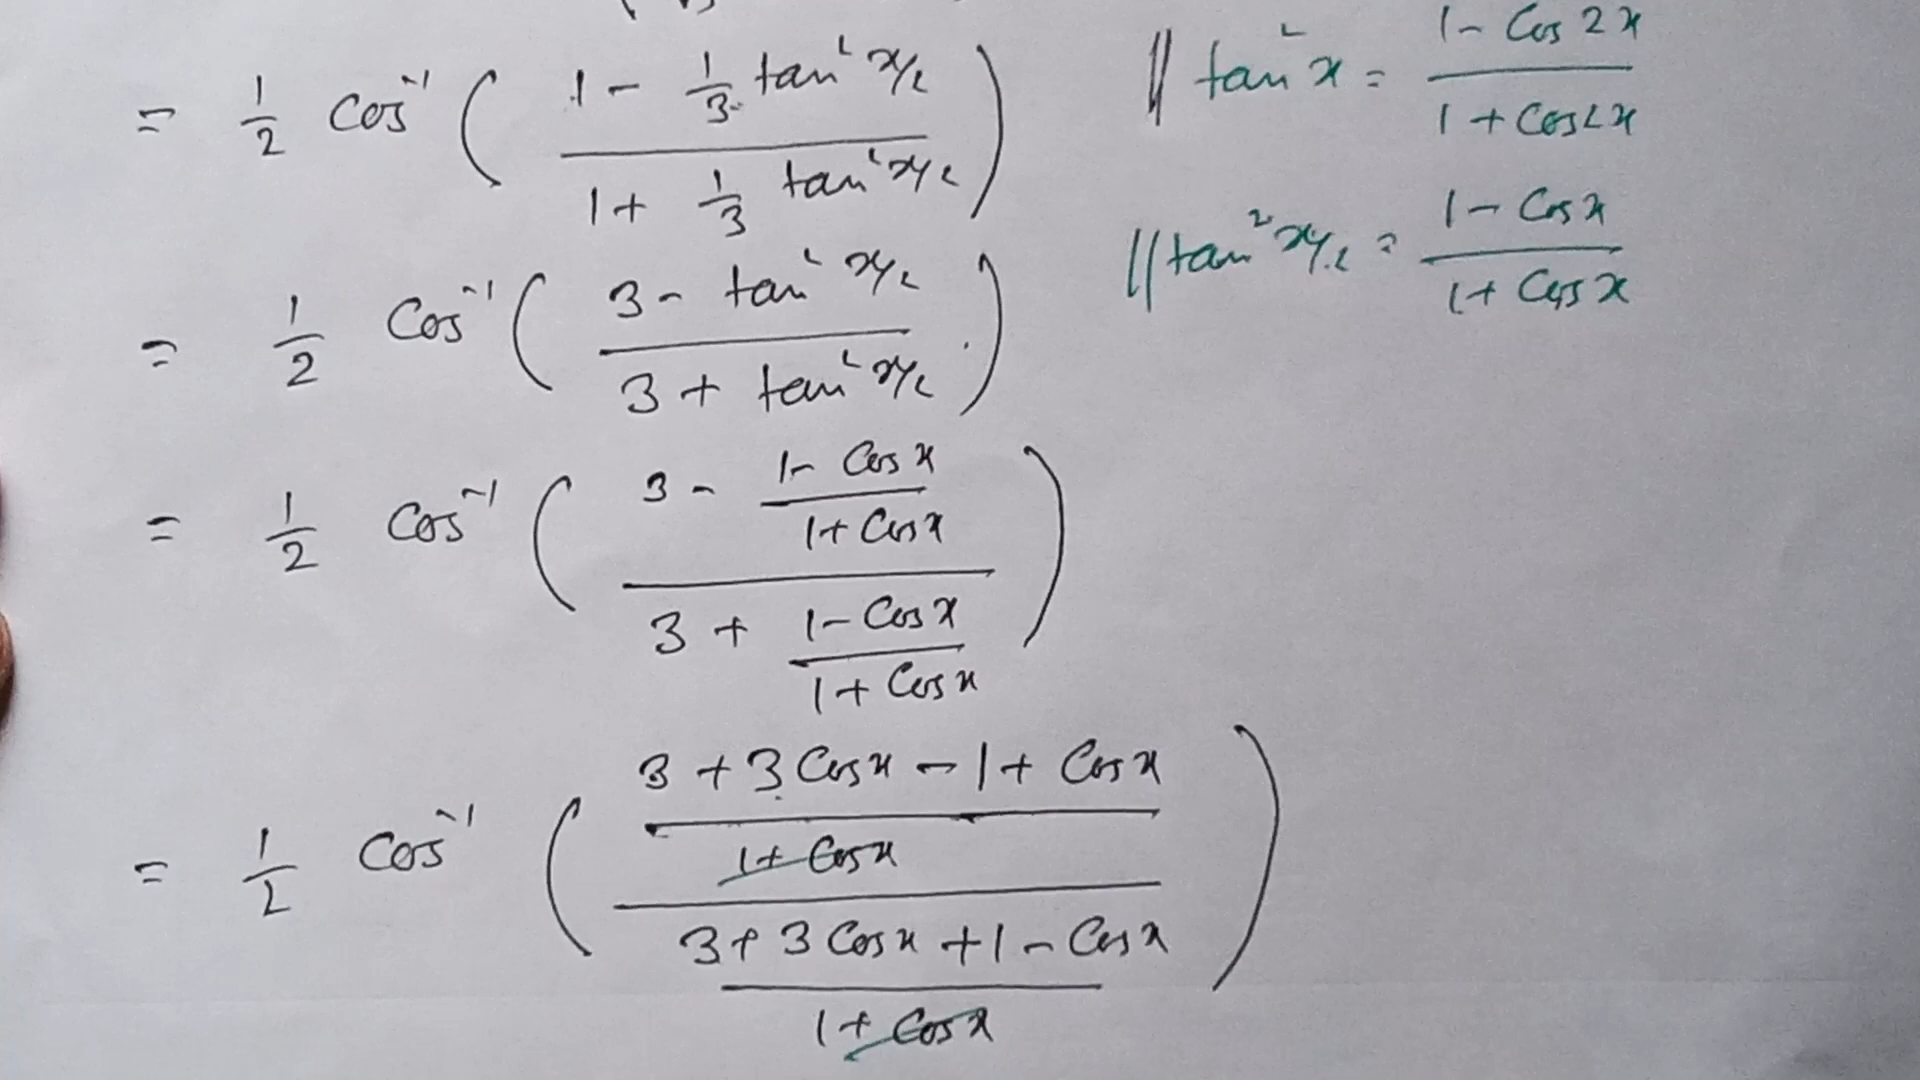 = 1/2 cos⁻¹ ( (1 - 1/3 tan² x/2) / (1 + 1/3 tan² x/2) )
// tan² x = (1 - Cos 2x) / (1 + Cos 2x)
= 1/2 Cos⁻¹ ( (3 - tan² x/2) / (3 + tan² x/2) )
// tan² x/2 = (1 - Cos x) / (1 + Cos x)
= 1/2 Cos⁻¹ ( (3 - (1 - Cos x)/(1 + Cos x)) / (3 + (1 - Cos x)/(1 + Cos x)) )
= 1/2 Cos⁻¹ ( ((3 + 3 Cos x - 1 + Cos x)/(1 + Cos x)) / ((3 + 3 Cos x + 1 - Cos x)/(1 + Cos x)) )